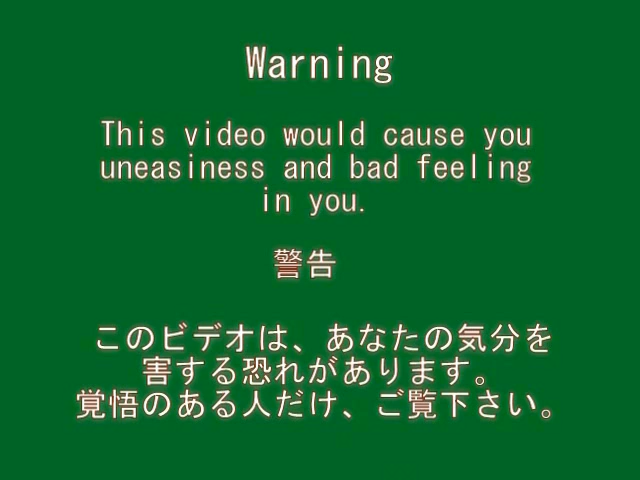 Warning
This video would cause you
uneasiness and bad feeling
in you.
警告
このビデオは、あなたの気分を
害する恐れがあります。
覚悟のある人だけ、ご覧下さい。